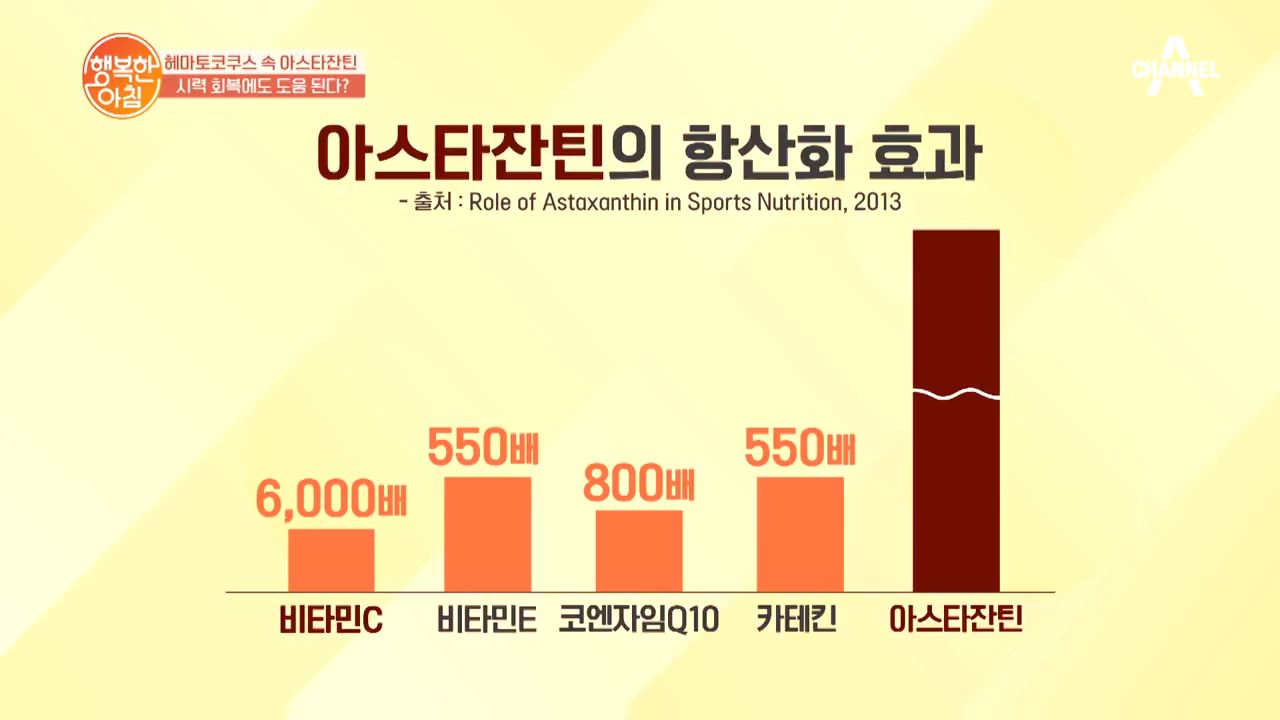 행복한
아침
헤마토코쿠스 속 아스타잔틴
시력 회복에도 도움 된다?
CHANNEL A
아스타잔틴의 항산화 효과
- 출처 : Role of Astaxanthin in Sports Nutrition, 2013
6,000배
550배
800배
550배
비타민C
비타민E
코엔자임Q10
카테킨
아스타잔틴